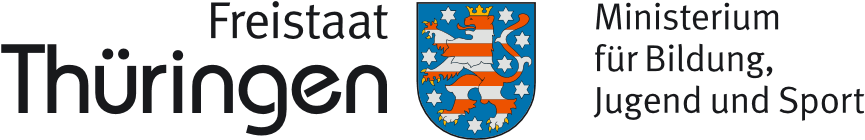 Freistaat
Thüringen
Ministerium
für Bildung,
Jugend und Sport